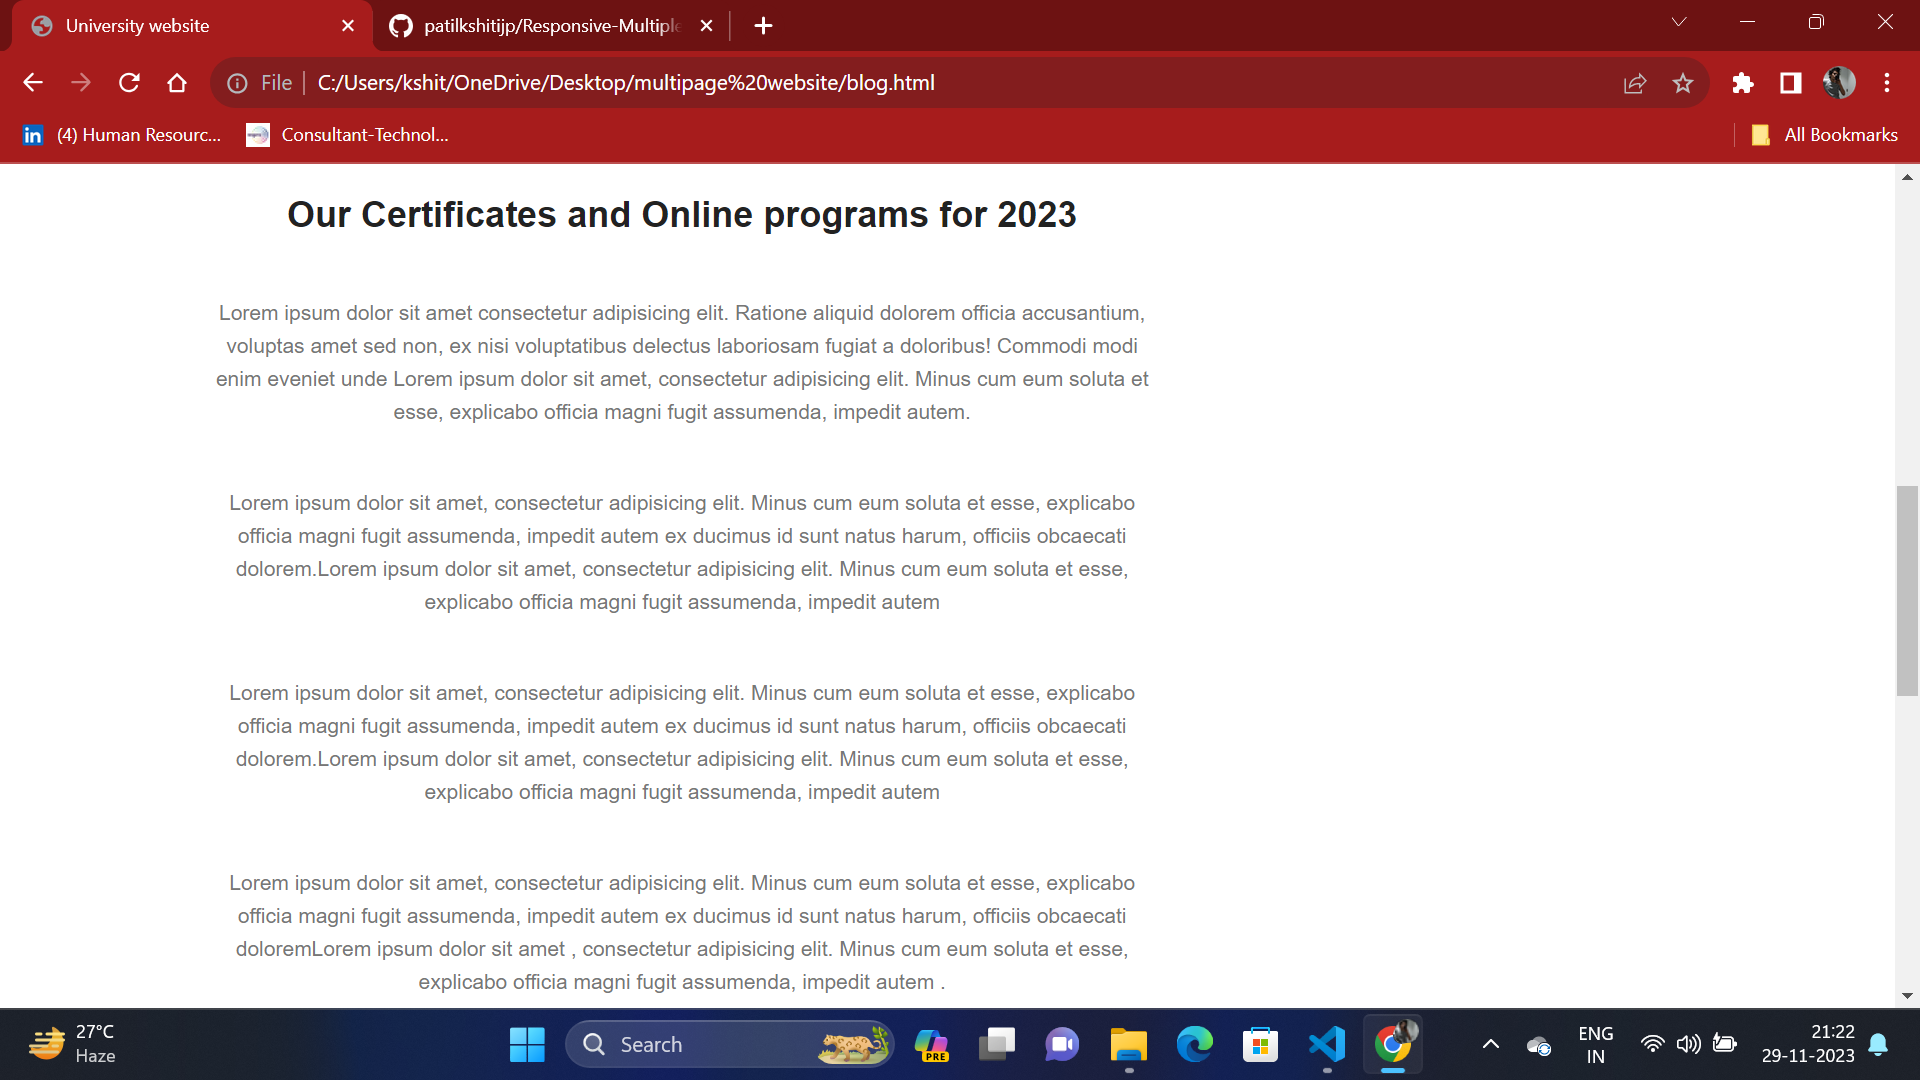 University website
patilkshitijp/Responsive-Multiple
File
C:/Users/kshit/OneDrive/Desktop/multipage%20website/blog.html
(4) Human Resourc...
Consultant-Technol...
All Bookmarks
Our Certificates and Online programs for 2023
Lorem ipsum dolor sit amet consectetur adipisicing elit. Ratione aliquid dolorem officia accusantium,
voluptas amet sed non, ex nisi voluptatibus delectus laboriosam fugiat a doloribus! Commodi modi
enim eveniet unde Lorem ipsum dolor sit amet, consectetur adipisicing elit. Minus cum eum soluta et
esse, explicabo officia magni fugit assumenda, impedit autem.
Lorem ipsum dolor sit amet, consectetur adipisicing elit. Minus cum eum soluta et esse, explicabo
officia magni fugit assumenda, impedit autem ex ducimus id sunt natus harum, officiis obcaecati
dolorem.Lorem ipsum dolor sit amet, consectetur adipisicing elit. Minus cum eum soluta et esse,
explicabo officia magni fugit assumenda, impedit autem
Lorem ipsum dolor sit amet, consectetur adipisicing elit. Minus cum eum soluta et esse, explicabo
officia magni fugit assumenda, impedit autem ex ducimus id sunt natus harum, officiis obcaecati
dolorem.Lorem ipsum dolor sit amet, consectetur adipisicing elit. Minus cum eum soluta et esse,
explicabo officia magni fugit assumenda, impedit autem
Lorem ipsum dolor sit amet, consectetur adipisicing elit. Minus cum eum soluta et esse, explicabo
officia magni fugit assumenda, impedit autem ex ducimus id sunt natus harum, officiis obcaecati
doloremLorem ipsum dolor sit amet , consectetur adipisicing elit. Minus cum eum soluta et esse,
explicabo officia magni fugit assumenda, impedit autem .
27°C
Haze
Search
PRE
ENG
IN
21:22
29-11-2023